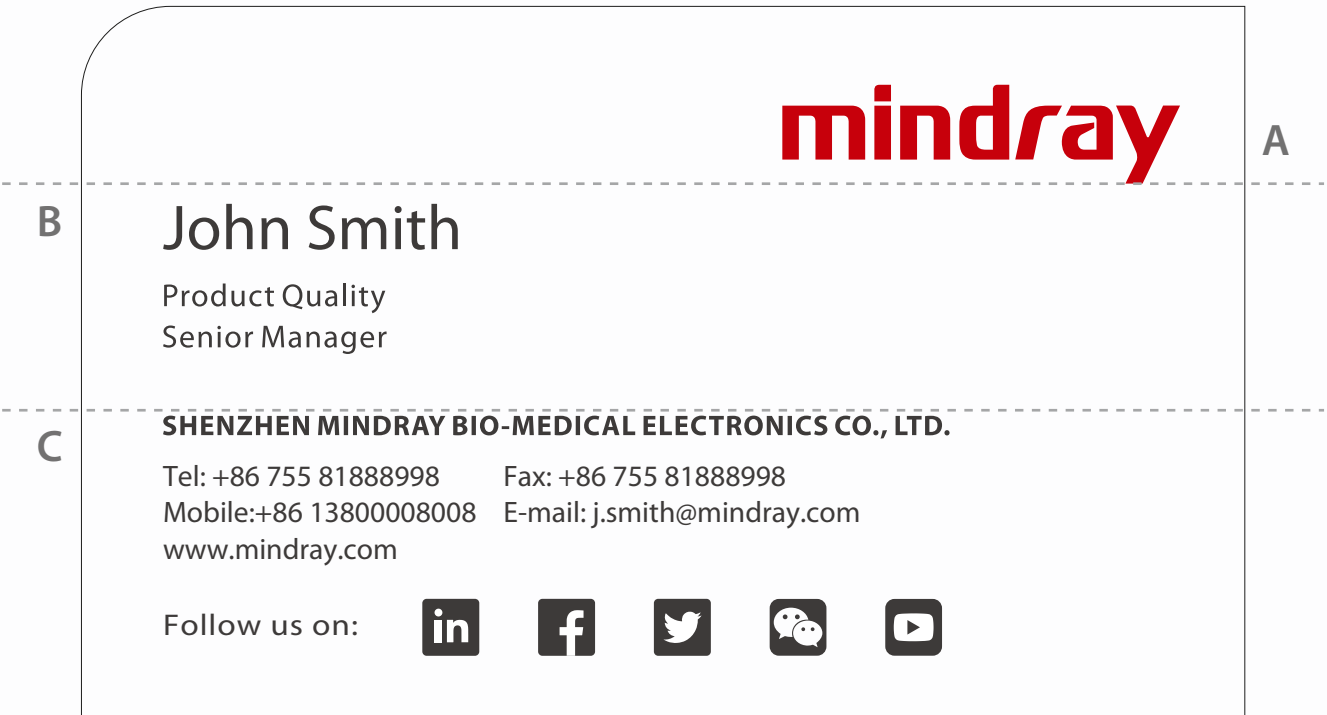 mindray
A
B
John Smith
Product Quality
Senior Manager
C
SHENZHEN MINDRAY BIO-MEDICAL ELECTRONICS CO., LTD.
Tel: +86 755 81888998 Fax: +86 755 81888998
Mobile:+86 13800008008 E-mail: j.smith@mindray.com
www.mindray.com
Follow us on: in f